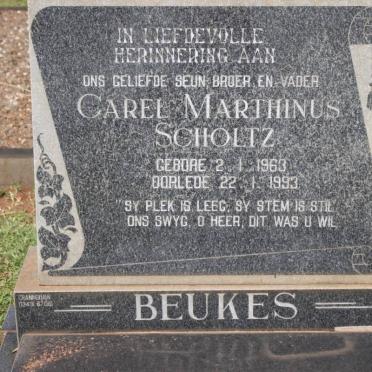 IN LIEFDEVOLLE
HERINNERING AAN
ONS GELIEFDE SEUN, BROER, EN VADER
CAREL MARTHINUS
SCHOLTZ
GEBORE 2 . 1 . 1963
OORLEDE 22 . 1 . 1993
"SY PLEK IS LEEG, SY STEM IS STIL
ONS SWYG, O HEER, DIT WAS U WIL
BEUKES